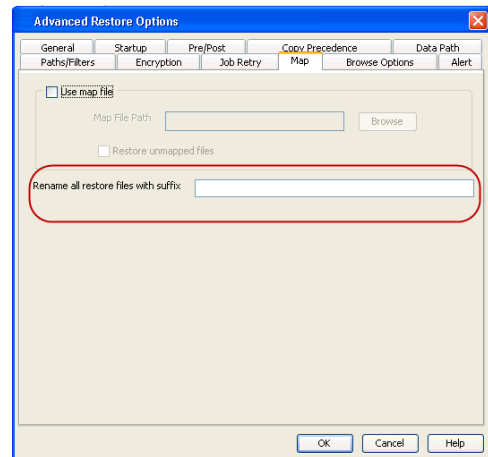 Advanced Restore Options
General Startup Pre/Post Copy Precedence Data Path
Paths/Filters Encryption Job Retry Map Browse Options Alert
Use map file
Map File Path Browse
Restore unmapped files
Rename all restore files with suffix
OK Cancel Help